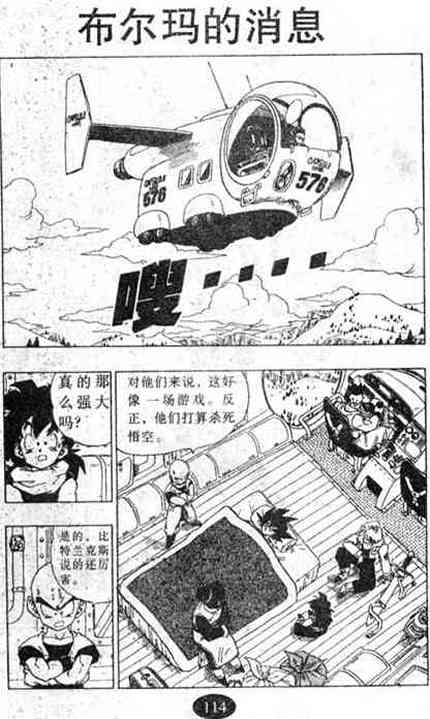 布尔玛的消息
CAPSULE
576
CAPSULE
576
嗖····
真的那
么强大
吗？
对他们来说，这好
像一场游戏。反
正，他们打算杀死
悟空。
是的，比
特兰克斯
说的还厉
害。
114